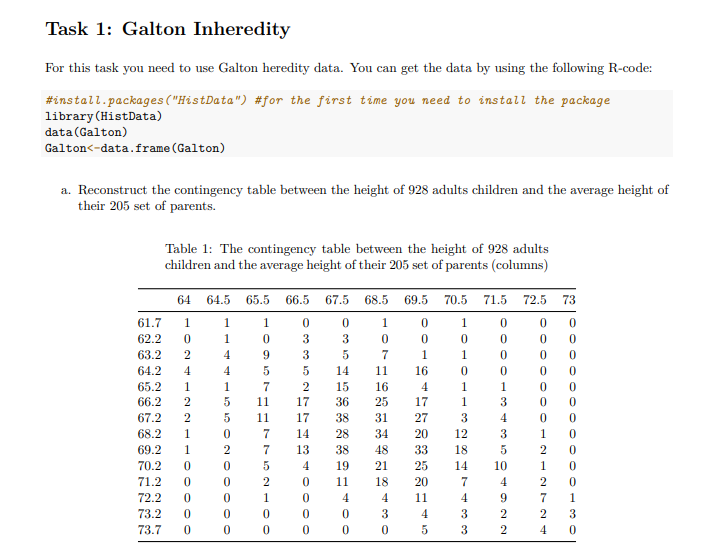 Task 1: Galton Inheredity
For this task you need to use Galton heredity data. You can get the data by using the following R-code:
#install.packages("HistData") #for the first time you need to install the package
library(HistData)
data(Galton)
Galton<-data.frame(Galton)
a. Reconstruct the contingency table between the height of 928 adults children and the average height of
their 205 set of parents.
Table 1: The contingency table between the height of 928 adults
children and the average height of their 205 set of parents (columns)
64 64.5 65.5 66.5 67.5 68.5 69.5 70.5 71.5 72.5 73
61.7 1 1 1 0 0 1 0 1 0 0 0
62.2 0 1 0 3 3 0 0 0 0 0 0
63.2 2 4 9 3 5 7 1 1 0 0 0
64.2 4 4 5 5 14 11 16 0 0 0 0
65.2 1 1 7 2 15 16 4 1 1 0 0
66.2 2 5 11 17 36 25 17 1 3 0 0
67.2 2 5 11 17 38 31 27 3 4 0 0
68.2 1 0 7 14 28 34 20 12 3 1 0
69.2 1 2 7 13 38 48 33 18 5 2 0
70.2 0 0 5 4 19 21 25 14 10 1 0
71.2 0 0 2 0 11 18 20 7 4 2 0
72.2 0 0 1 0 4 4 11 4 9 7 1
73.2 0 0 0 0 0 3 4 3 2 2 3
73.7 0 0 0 0 0 0 5 3 2 4 0